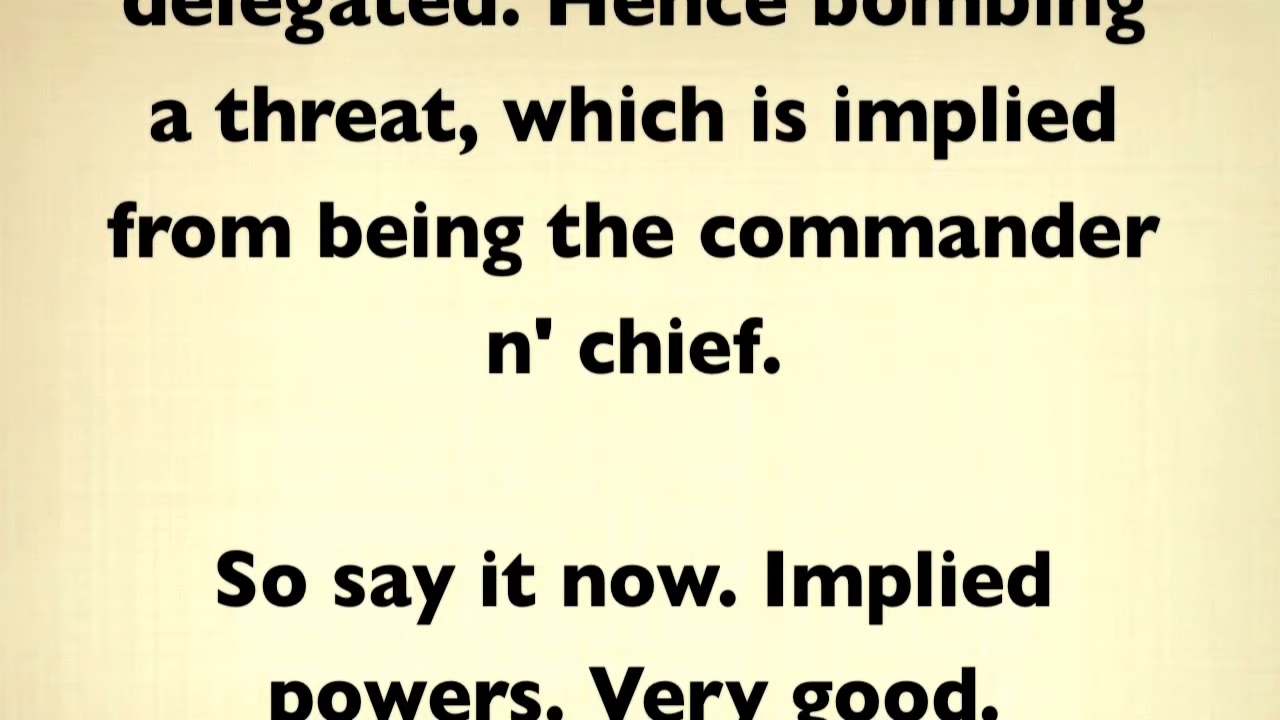 delegated. Hence bombing
a threat, which is implied
from being the commander
n' chief.
So say it now. Implied
powers. Very good.